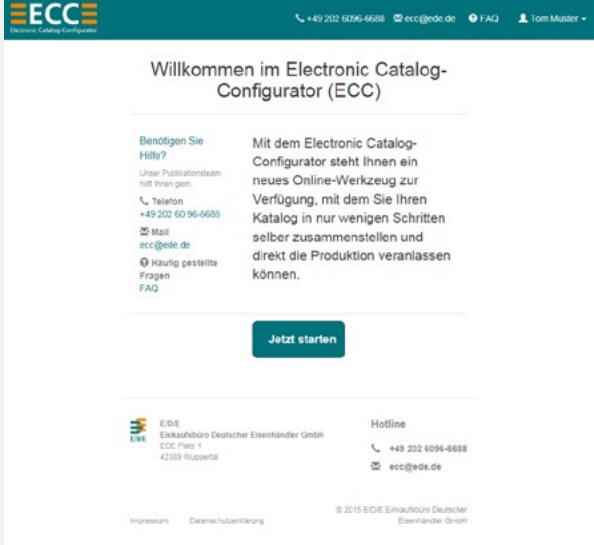 ECC
Electronic Catalog-Configurator
+49 202 6096-6688 ecc@ede.de FAQ Tom Muster
Willkommen im Electronic Catalog-
Configurator (ECC)
Benötigen Sie
Hilfe?
Unser Publikationsteam
hilft Ihnen gern.
Telefon
+49 202 60 96-6688
Mail
ecc@ede.de
Häufig gestellte
Fragen
FAQ
Mit dem Electronic Catalog-
Configurator steht Ihnen ein
neues Online-Werkzeug zur
Verfügung, mit dem Sie Ihren
Katalog in nur wenigen Schritten
selber zusammenstellen und
direkt die Produktion veranlassen
können.
Jetzt starten
E/D/E
E/D/E
Einkaufsbüro Deutscher Eisenhändler GmbH
EDE Platz 1
42389 Wuppertal
Hotline
+49 202 6096-6688
ecc@ede.de
Impressum Datenschutzerklärung
© 2015 E/D/E Einkaufsbüro Deutscher
Eisenhändler GmbH